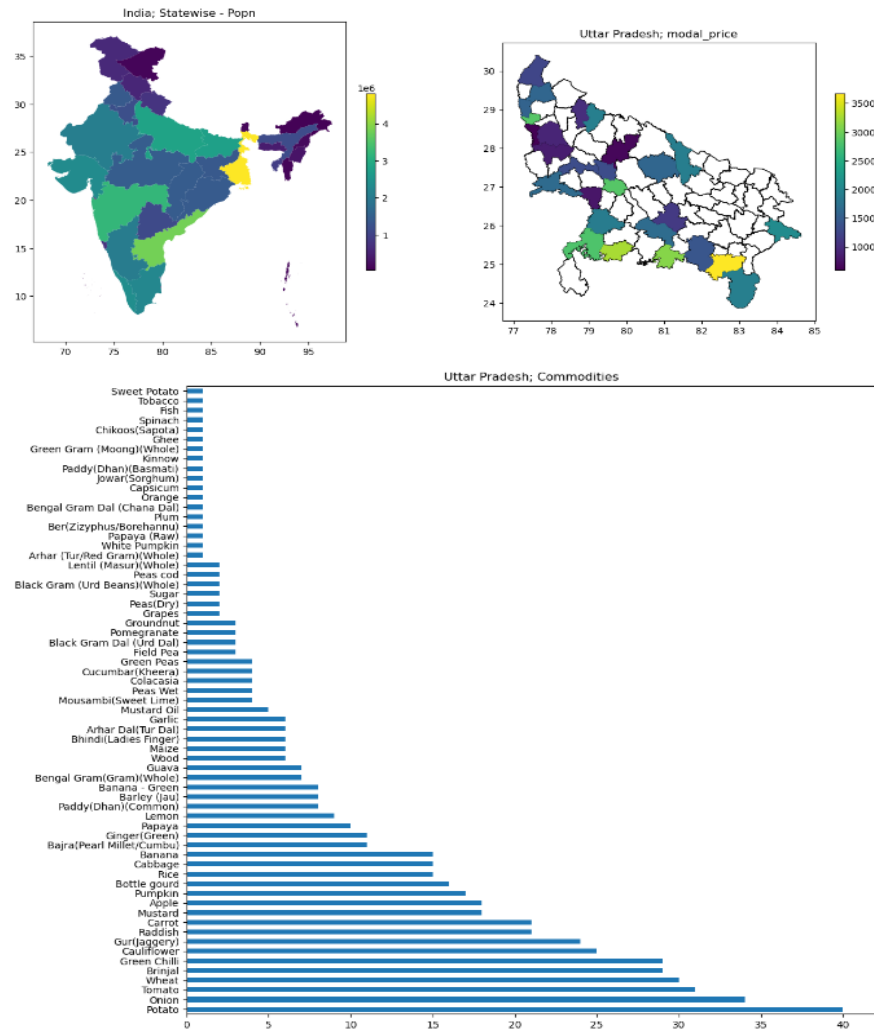 India; Statewise - Popn
35
30
25
20
15
10
70
75
80
85
90
95
1e6
4
3
2
1
Uttar Pradesh; modal_price
30
29
28
27
26
25
24
77
78
79
80
81
82
83
84
85
3500
3000
2500
2000
1500
1000
Uttar Pradesh; Commodities
Sweet Potato
Tobacco
Fish
Spinach
Chikoos(Sapota)
Ghee
Green Gram (Moong)(Whole)
Kinnow
Paddy(Dhan)(Basmati)
Jowar(Sorghum)
Capsicum
Orange
Bengal Gram Dal (Chana Dal)
Plum
Ber(Zizyphus/Borehannu)
Papaya (Raw)
White Pumpkin
Arhar (Tur/Red Gram)(Whole)
Lentil (Masur)(Whole)
Peas cod
Black Gram (Urd Beans)(Whole)
Sugar
Peas(Dry)
Grapes
Groundnut
Pomegranate
Black Gram Dal (Urd Dal)
Field Pea
Green Peas
Cucumbar(Kheera)
Colacasia
Peas Wet
Mousambi(Sweet Lime)
Mustard Oil
Garlic
Arhar Dal(Tur Dal)
Bhindi(Ladies Finger)
Maize
Wood
Guava
Bengal Gram(Gram)(Whole)
Banana - Green
Barley (Jau)
Paddy(Dhan)(Common)
Lemon
Papaya
Ginger(Green)
Bajra(Pearl Millet/Cumbu)
Banana
Cabbage
Rice
Bottle gourd
Pumpkin
Apple
Mustard
Carrot
Raddish
Gur(Jaggery)
Cauliflower
Green Chilli
Brinjal
Wheat
Tomato
Onion
Potato
0
5
10
15
20
25
30
35
40